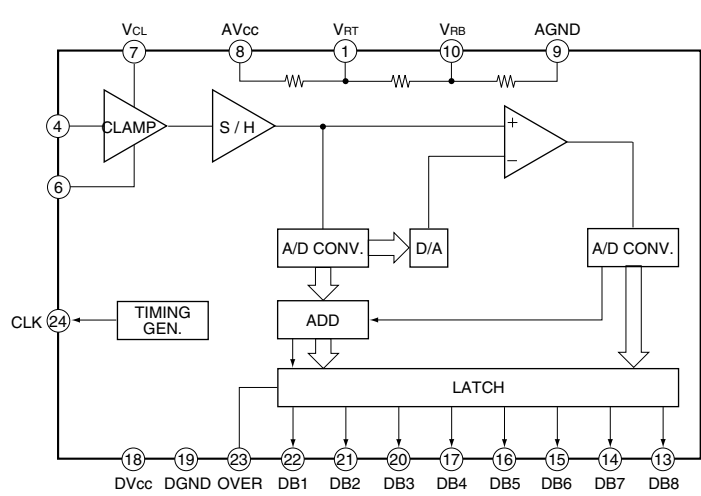 VCL AVCC VRT VRB AGND
7 8 1 10 9
4 CLAMP S / H + −
6
A/D CONV. D/A A/D CONV.
CLK 24 TIMING GEN. ADD
LATCH
18 19 23 22 21 20 17 16 15 14 13
DVCC DGND OVER DB1 DB2 DB3 DB4 DB5 DB6 DB7 DB8